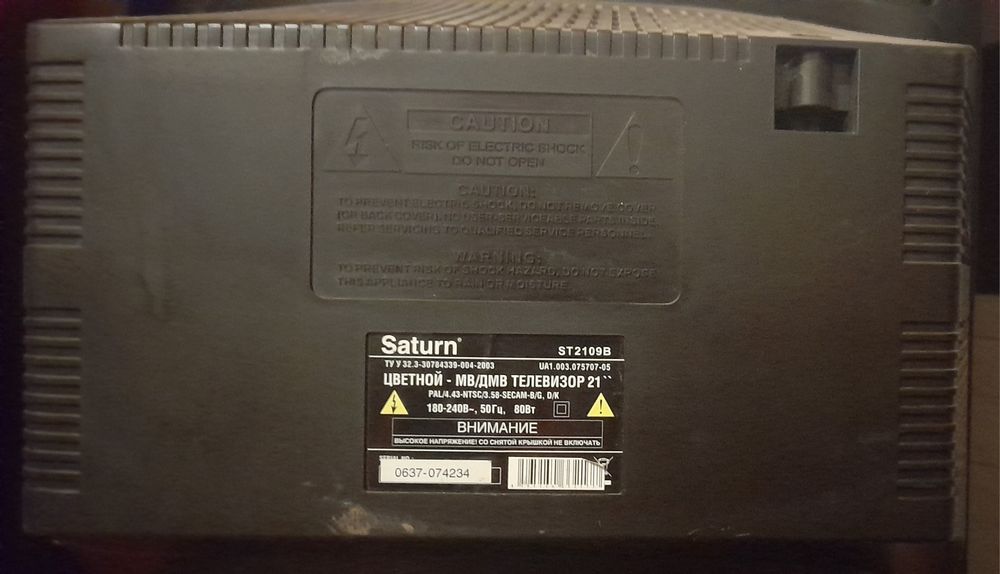 CAUTION
RISK OF ELECTRIC SHOCK
DO NOT OPEN
CAUTION:
TO PREVENT ELECTRIC SHOCK, DO NOT REMOVE COVER
(OR BACK COVER). NO USER-SERVICEABLE PARTS INSIDE.
REFER SERVICING TO QUALIFIED SERVICE PERSONNEL.
WARNING:
TO PREVENT RISK OF SHOCK HAZARD, DO NOT EXPOSE
THIS APPLIANCE TO RAIN OR MOISTURE.
Saturn® ST2109B
ТУ У 32.3-30784339-004-2003 UA1.003.075707-05
ЦВЕТНОЙ - МВ/ДМВ ТЕЛЕВИЗОР 21``
PAL/4.43-NTSC/3.58-SECAM-B/G, D/K
180-240В~, 50Гц, 80Вт
ВНИМАНИЕ
ВЫСОКОЕ НАПРЯЖЕНИЕ! СО СНЯТОЙ КРЫШКОЙ НЕ ВКЛЮЧАТЬ
SERIAL NO.:
0637-074234